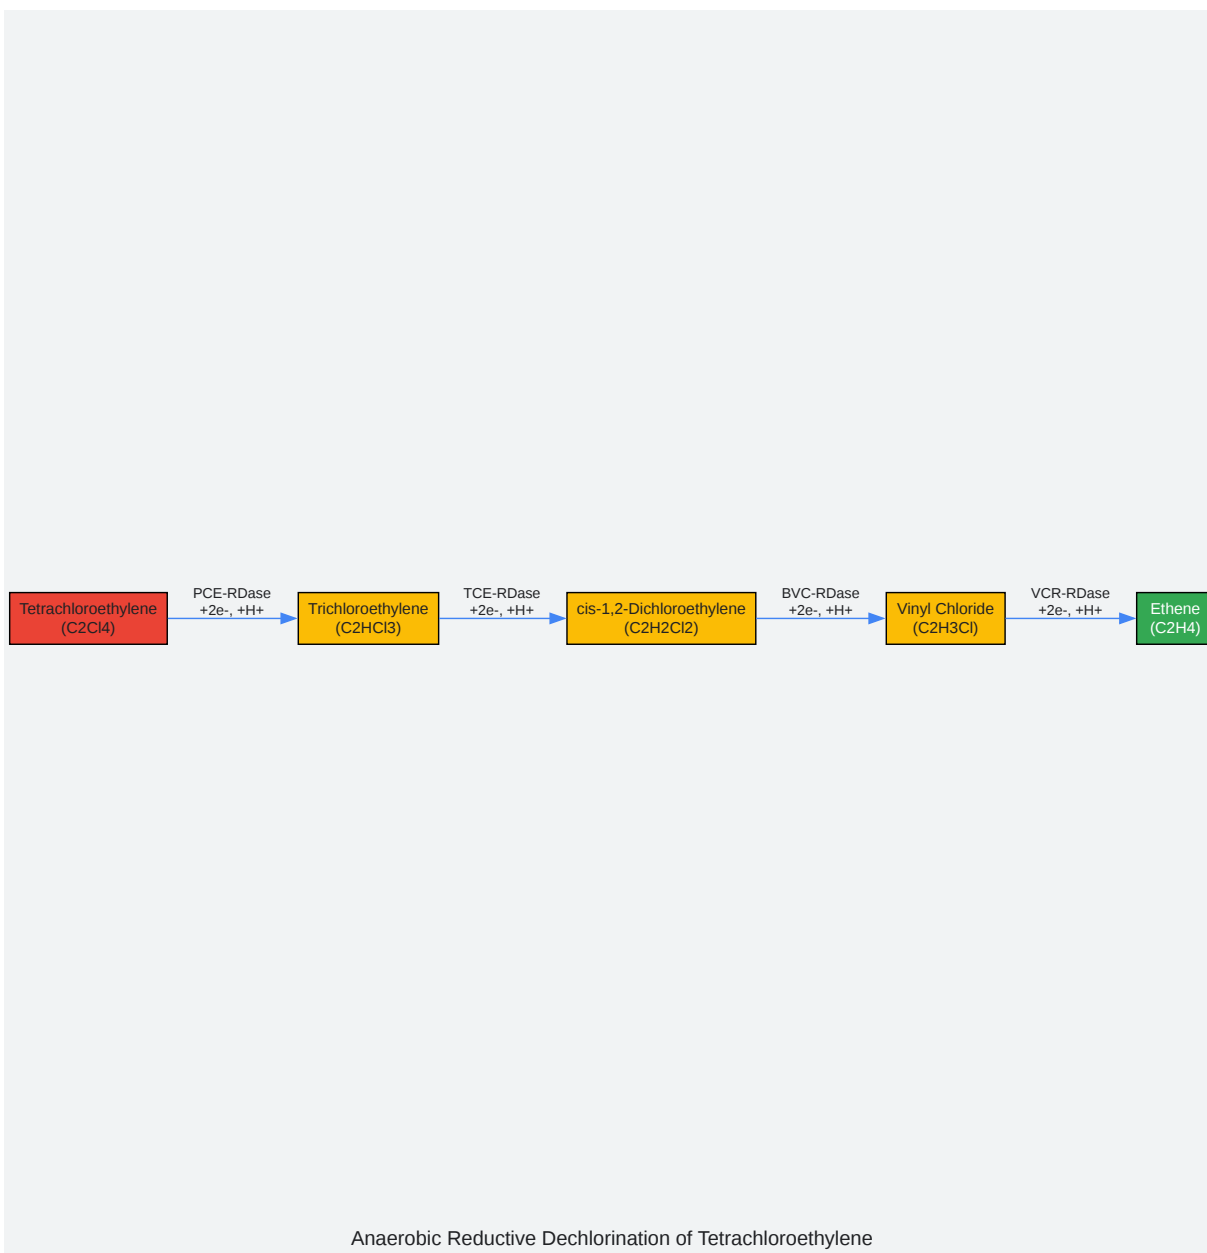 Tetrachloroethylene
(C2Cl4)
PCE-RDase
+2e-, +H+
Trichloroethylene
(C2HCl3)
TCE-RDase
+2e-, +H+
cis-1,2-Dichloroethylene
(C2H2Cl2)
BVC-RDase
+2e-, +H+
Vinyl Chloride
(C2H3Cl)
VCR-RDase
+2e-, +H+
Ethene
(C2H4)
Anaerobic Reductive Dechlorination of Tetrachloroethylene